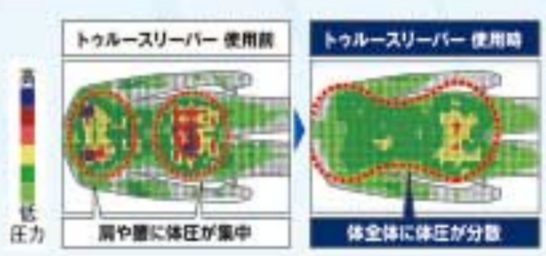 トゥルースリーパー 使用前
トゥルースリーパー 使用時
高
低
圧力
肩や腰に体圧が集中
体全体に体圧が分散